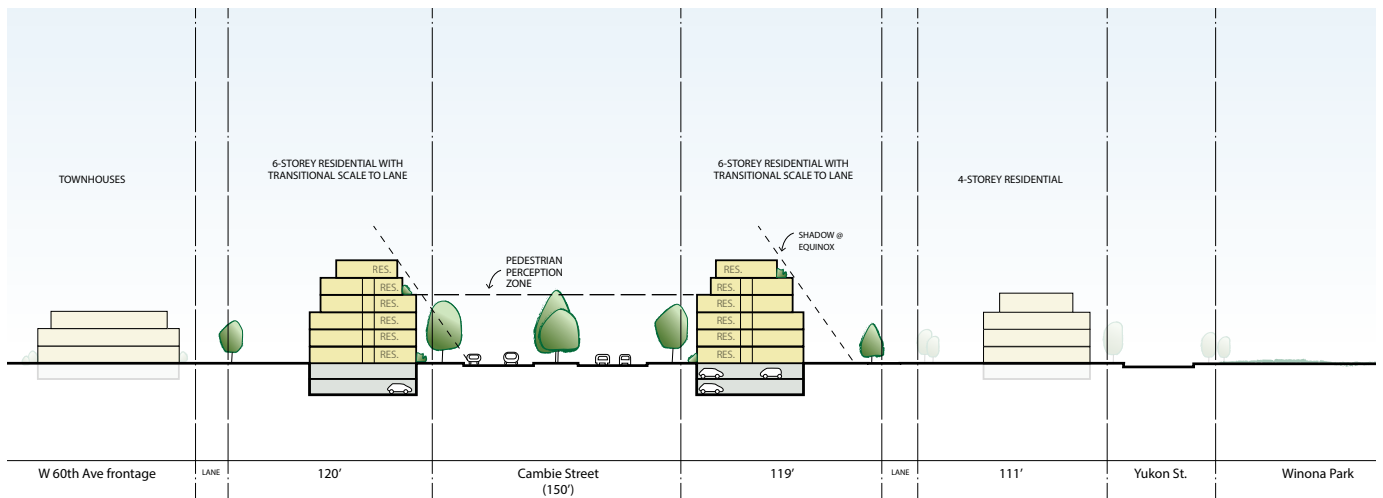 TOWNHOUSES
6-STOREY RESIDENTIAL WITH
TRANSITIONAL SCALE TO LANE
6-STOREY RESIDENTIAL WITH
TRANSITIONAL SCALE TO LANE
4-STOREY RESIDENTIAL
PEDESTRIAN
PERCEPTION
ZONE
SHADOW @
EQUINOX
RES.
RES.
RES.
RES.
RES.
RES.
RES.
RES.
RES.
RES.
RES.
RES.
W 60th Ave frontage
LANE
120'
Cambie Street
(150')
119'
LANE
111'
Yukon St.
Winona Park